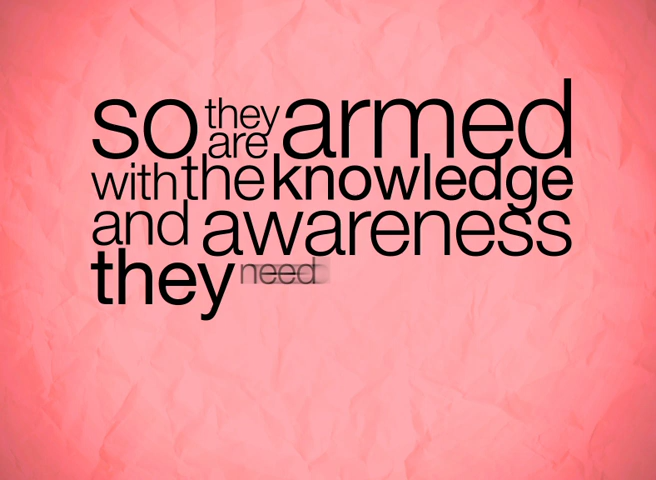 so they are armed
with the knowledge
and awareness
they need